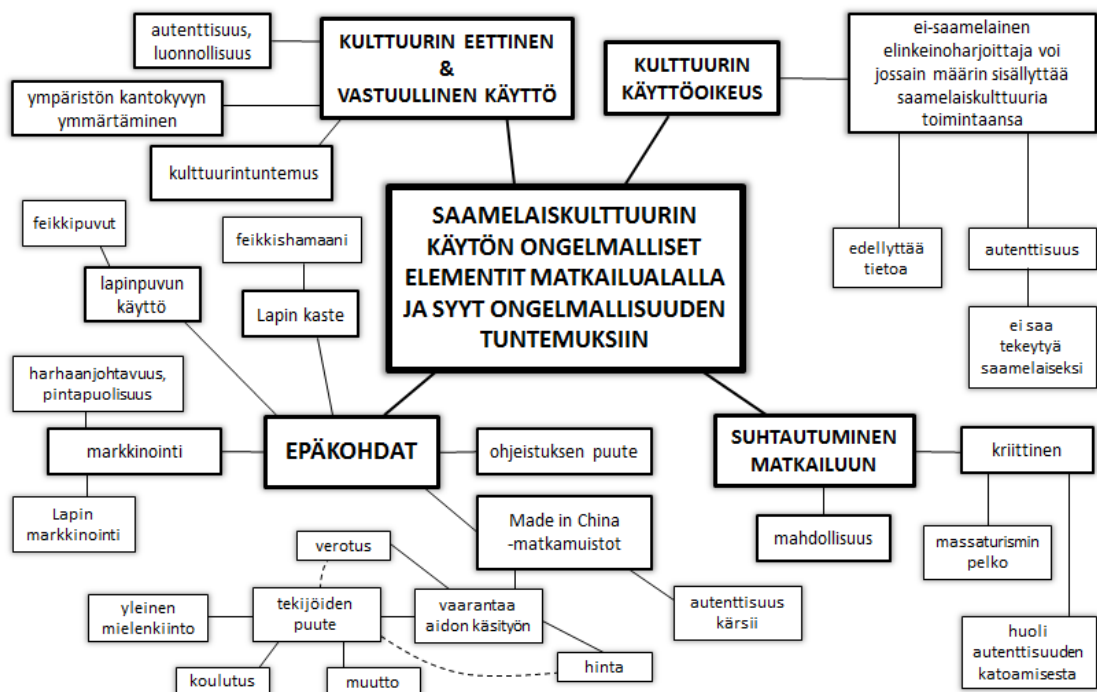 autenttisuus,
luonnollisuus
ympäristön kantokyvyn
ymmärtäminen
kulttuurintuntemus
KULTTUURIN EETTINEN
&
VASTUULLINEN KÄYTTÖ
KULTTUURIN
KÄYTTÖOIKEUS
ei-saamelainen
elinkeinoharjoittaja voi
jossain määrin sisällyttää
saamelaiskulttuuria
toimintaansa
edellyttää
tietoa
autenttisuus
ei saa
tekeytyä
saamelaiseksi
SAAMELAISKULTTUURIN
KÄYTÖN ONGELMALLISET
ELEMENTIT MATKAILUALALLA
JA SYYT ONGELMALLISUUDEN
TUNTEMUKSIIN
feikkipuvut
lapinpuvun
käyttö
feikkishamaani
Lapin kaste
harhaanjohtavuus,
pintapuolisuus
markkinointi
Lapin
markkinointi
EPÄKOHDAT
ohjeistuksen puute
Made in China
-matkamuistot
autenttisuus
kärsii
vaarantaa
aidon käsityön
verotus
hinta
tekijöiden
puute
yleinen
mielenkiinto
koulutus
muutto
SUHTAUTUMINEN
MATKAILUUN
mahdollisuus
kriittinen
massaturismin
pelko
huoli
autenttisuuden
katoamisesta